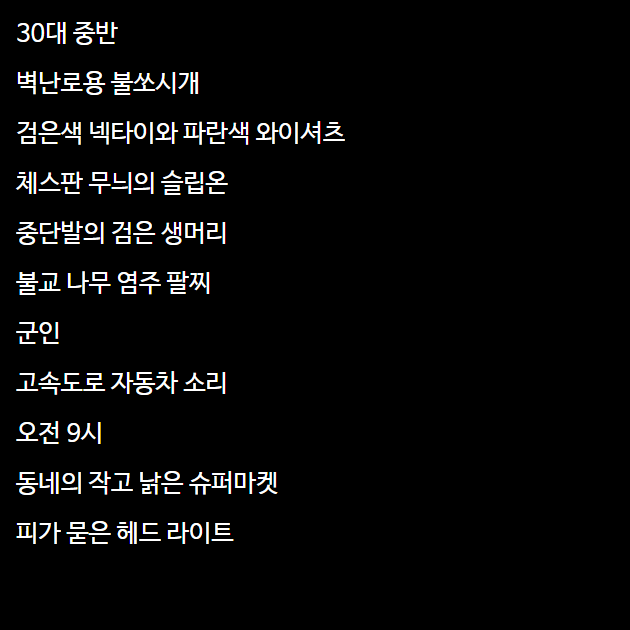 30대 중반
벽난로용 불쏘시개
검은색 넥타이와 파란색 와이셔츠
체스판 무늬의 슬립온
중단발의 검은 생머리
불교 나무 염주 팔찌
군인
고속도로 자동차 소리
오전 9시
동네의 작고 낡은 슈퍼마켓
피가 묻은 헤드 라이트